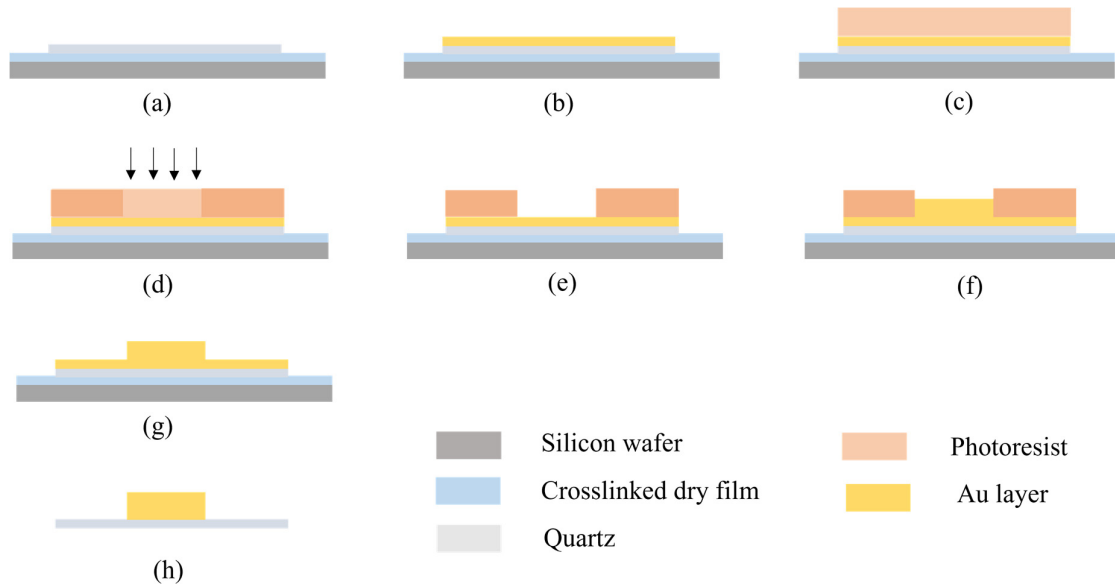 (a)
(b)
(c)
(d)
(e)
(f)
(g)
Silicon wafer
Photoresist
Crosslinked dry film
Au layer
Quartz
(h)